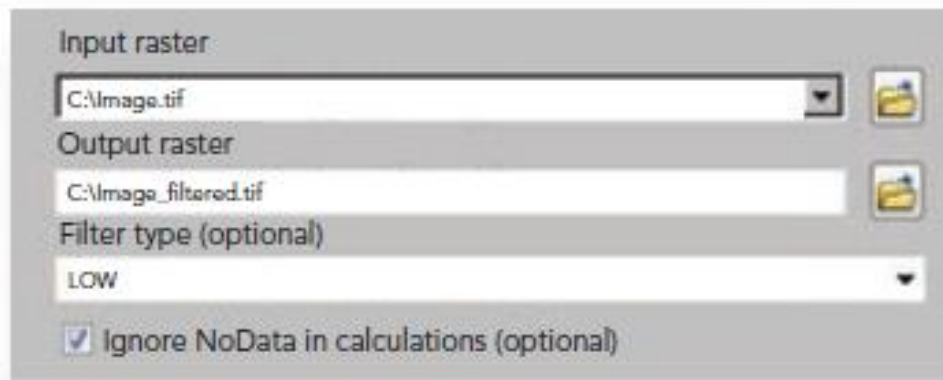 Input raster
C:\Image.tif
Output raster
C:\Image_filtered.tif
Filter type (optional)
LOW
Ignore NoData in calculations (optional)